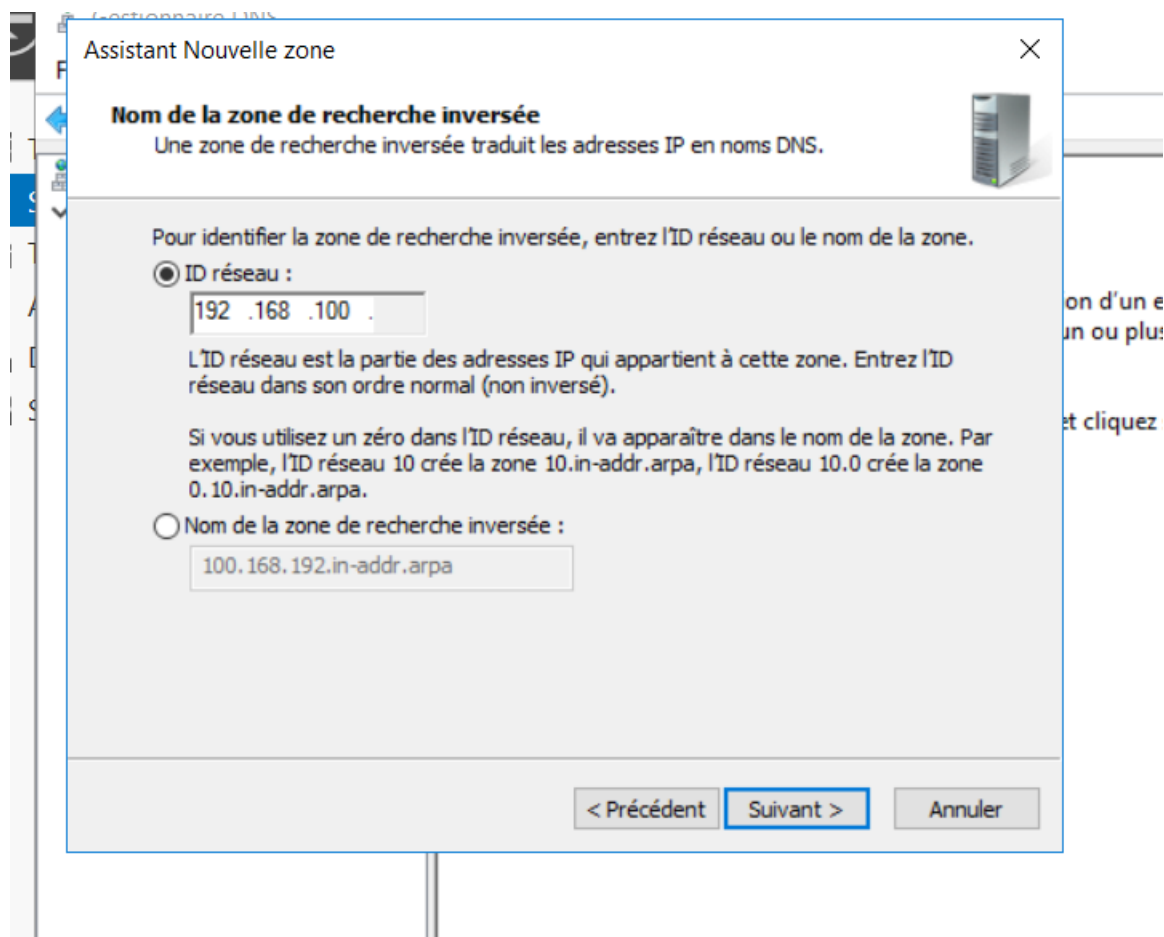 Gestionnaire DNS
Assistant Nouvelle zone
F
Nom de la zone de recherche inversée
Une zone de recherche inversée traduit les adresses IP en noms DNS.
Pour identifier la zone de recherche inversée, entrez l'ID réseau ou le nom de la zone.
ID réseau :
192 .168 .100 .
L'ID réseau est la partie des adresses IP qui appartient à cette zone. Entrez l'ID
réseau dans son ordre normal (non inversé).
Si vous utilisez un zéro dans l'ID réseau, il va apparaître dans le nom de la zone. Par
exemple, l'ID réseau 10 crée la zone 10.in-addr.arpa, l'ID réseau 10.0 crée la zone
0.10.in-addr.arpa.
Nom de la zone de recherche inversée :
100.168.192.in-addr.arpa
< Précédent
Suivant >
Annuler
ion d'un e
un ou plus
et cliquez